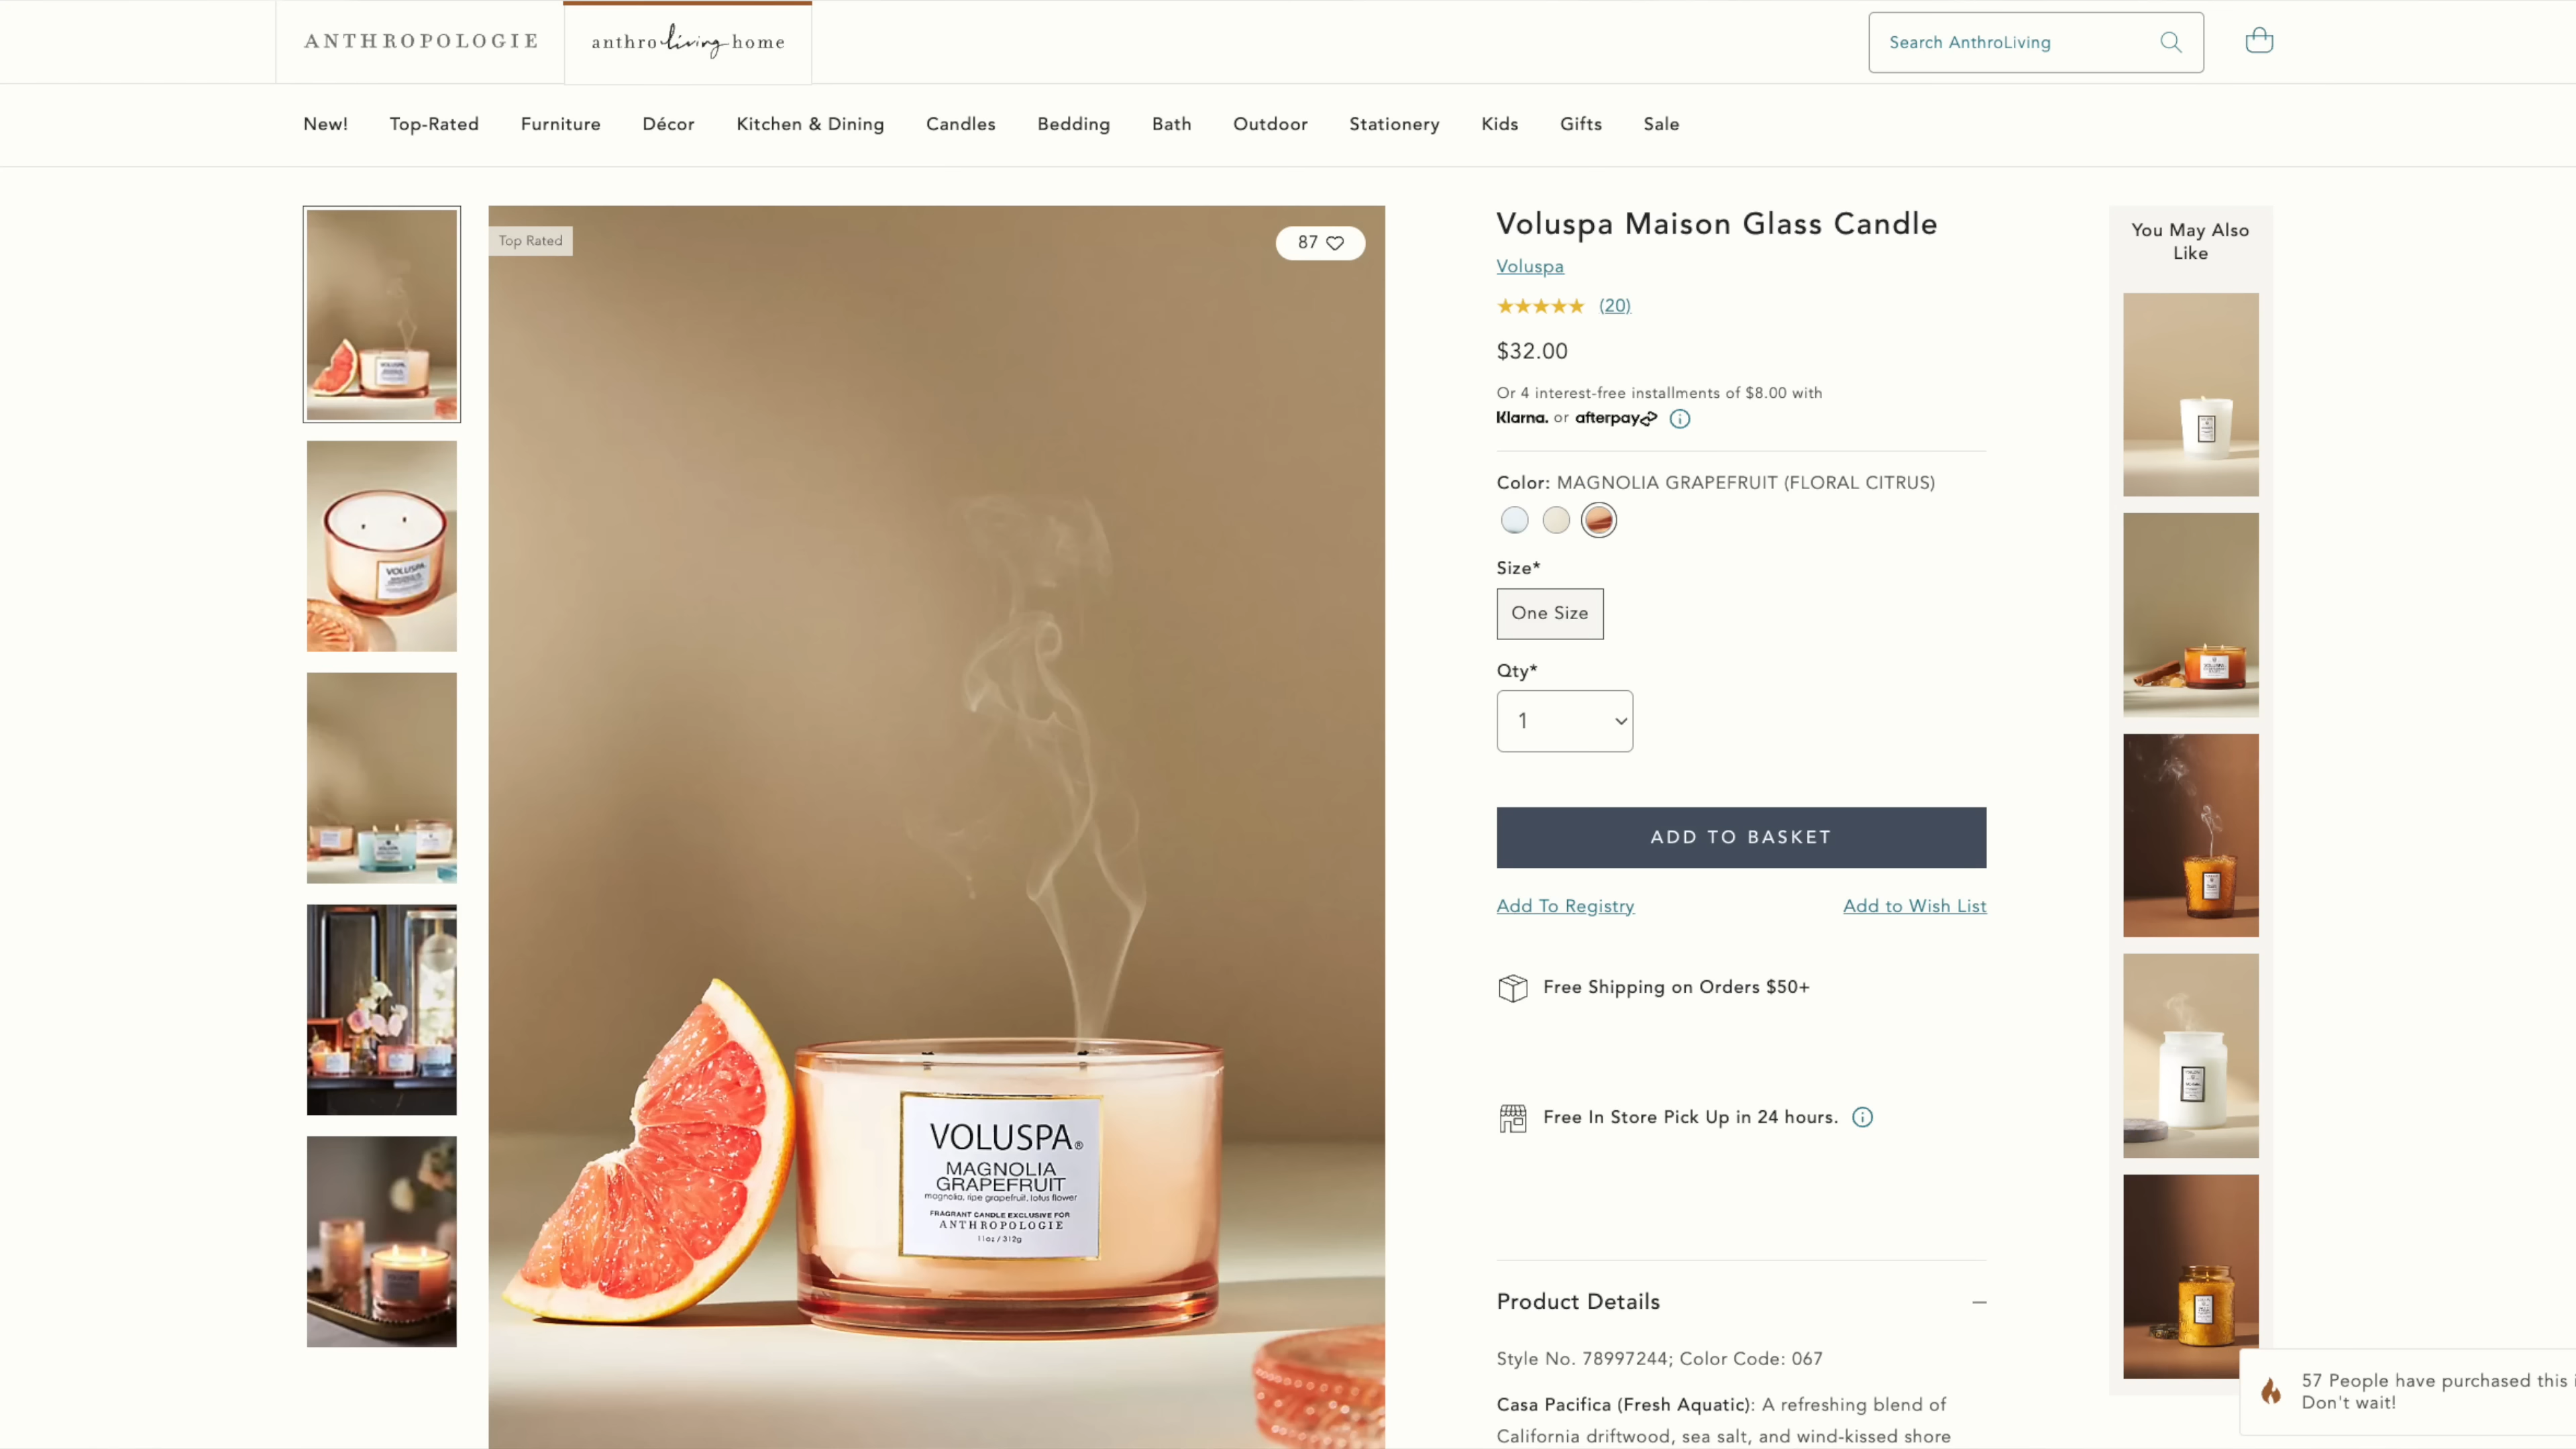 ANTHROPOLOGIE
anthro living home
Search AnthroLiving
New! Top-Rated Furniture Décor Kitchen & Dining Candles Bedding Bath Outdoor Stationery Kids Gifts Sale
Top Rated
87
VOLUSPA®
MAGNOLIA
GRAPEFRUIT
magnolia, ripe grapefruit, lotus flower
FRAGRANT CANDLE EXCLUSIVE FOR
ANTHROPOLOGIE
11oz / 312g
Voluspa Maison Glass Candle
Voluspa
(20)
$32.00
Or 4 interest-free installments of $8.00 with
Klarna. or afterpay
Color: MAGNOLIA GRAPEFRUIT (FLORAL CITRUS)
Size*
One Size
Qty*
1
ADD TO BASKET
Add To Registry Add to Wish List
Free Shipping on Orders $50+
Free In Store Pick Up in 24 hours.
Product Details
Style No. 78997244; Color Code: 067
Casa Pacifica (Fresh Aquatic): A refreshing blend of
California driftwood, sea salt, and wind-kissed shore
You May Also
Like
VOLUSPA
VOLUSPA
57 People have purchased this
Don't wait!